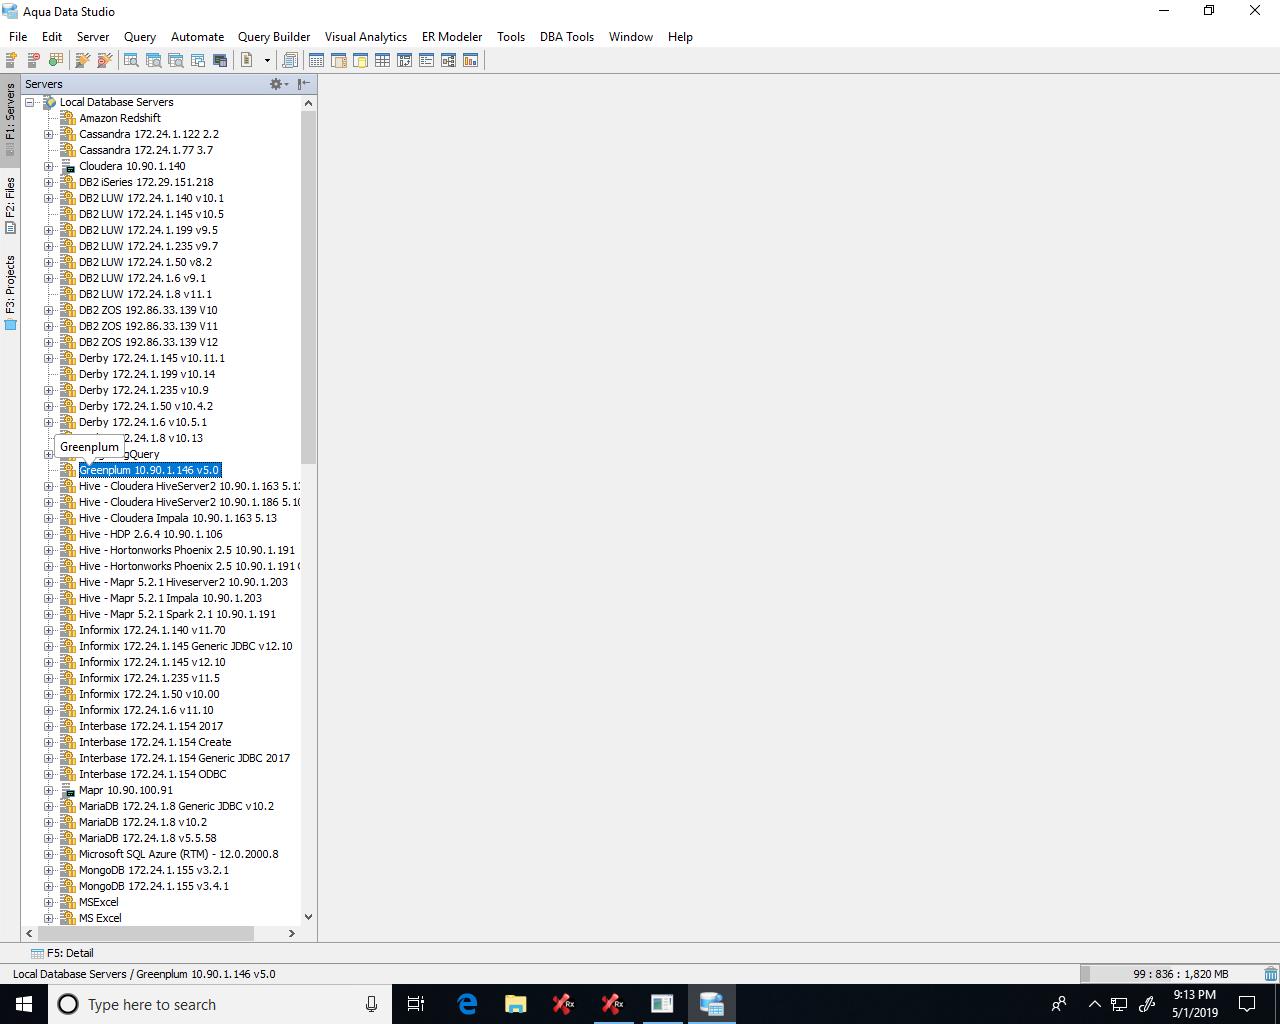 Aqua Data Studio
File Edit Server Query Automate Query Builder Visual Analytics ER Modeler Tools DBA Tools Window Help
Servers
F1: Servers
F2: Files
F3: Projects
Local Database Servers
Amazon Redshift
Cassandra 172.24.1.122 2.2
Cassandra 172.24.1.77 3.7
Cloudera 10.90.1.140
DB2 iSeries 172.29.151.218
DB2 LUW 172.24.1.140 v10.1
DB2 LUW 172.24.1.145 v10.5
DB2 LUW 172.24.1.199 v9.5
DB2 LUW 172.24.1.235 v9.7
DB2 LUW 172.24.1.50 v8.2
DB2 LUW 172.24.1.6 v9.1
DB2 LUW 172.24.1.8 v11.1
DB2 ZOS 192.86.33.139 V10
DB2 ZOS 192.86.33.139 V11
DB2 ZOS 192.86.33.139 V12
Derby 172.24.1.145 v10.11.1
Derby 172.24.1.199 v10.14
Derby 172.24.1.235 v10.9
Derby 172.24.1.50 v10.4.2
Derby 172.24.1.6 v10.5.1
2.24.1.8 v10.13
Greenplum
gQuery
Greenplum 10.90.1.146 v5.0
Hive - Cloudera HiveServer2 10.90.1.163 5.13
Hive - Cloudera HiveServer2 10.90.1.186 5.10
Hive - Cloudera Impala 10.90.1.163 5.13
Hive - HDP 2.6.4 10.90.1.106
Hive - Hortonworks Phoenix 2.5 10.90.1.191
Hive - Hortonworks Phoenix 2.5 10.90.1.191
Hive - Mapr 5.2.1 Hiveserver2 10.90.1.203
Hive - Mapr 5.2.1 Impala 10.90.1.203
Hive - Mapr 5.2.1 Spark 2.1 10.90.1.191
Informix 172.24.1.140 v11.70
Informix 172.24.1.145 Generic JDBC v12.10
Informix 172.24.1.145 v12.10
Informix 172.24.1.235 v11.5
Informix 172.24.1.50 v10.00
Informix 172.24.1.6 v11.10
Interbase 172.24.1.154 2017
Interbase 172.24.1.154 Create
Interbase 172.24.1.154 Generic JDBC 2017
Interbase 172.24.1.154 ODBC
Mapr 10.90.100.91
MariaDB 172.24.1.8 Generic JDBC v10.2
MariaDB 172.24.1.8 v10.2
MariaDB 172.24.1.8 v5.5.58
Microsoft SQL Azure (RTM) - 12.0.2000.8
MongoDB 172.24.1.155 v3.2.1
MongoDB 172.24.1.155 v3.4.1
MSExcel
MS Excel
F5: Detail
Local Database Servers / Greenplum 10.90.1.146 v5.0
99 : 836 : 1,820 MB
Type here to search
Rx
Rx
9:13 PM
5/1/2019